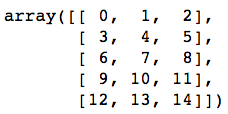 array([[ 0,  1,  2],
       [ 3,  4,  5],
       [ 6,  7,  8],
       [ 9, 10, 11],
       [12, 13, 14]])